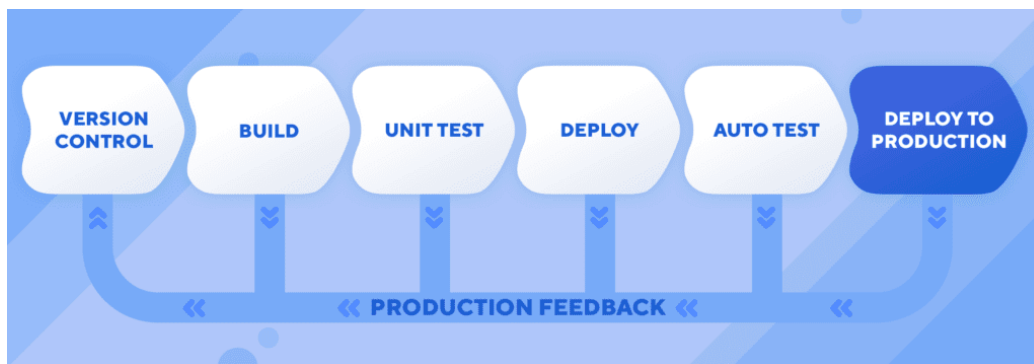 VERSION
CONTROL
BUILD
UNIT TEST
DEPLOY
AUTO TEST
DEPLOY TO
PRODUCTION
PRODUCTION FEEDBACK